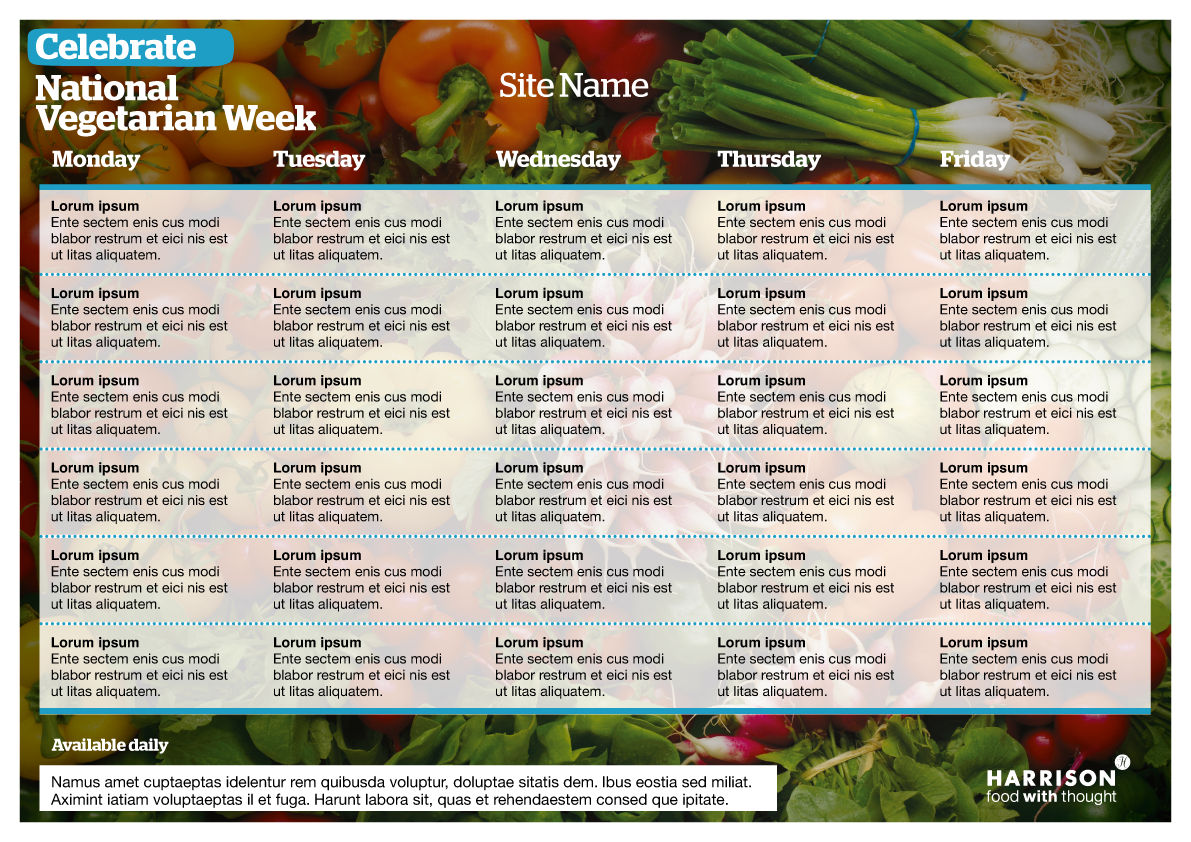 Celebrate
National
Vegetarian Week
Site Name
Monday Tuesday Wednesday Thursday Friday
Lorum ipsum Lorum ipsum Lorum ipsum Lorum ipsum Lorum ipsum
Ente sectem enis cus modi Ente sectem enis cus modi Ente sectem enis cus modi Ente sectem enis cus modi Ente sectem enis cus modi
blabor restrum et eici nis est blabor restrum et eici nis est blabor restrum et eici nis est blabor restrum et eici nis est blabor restrum et eici nis est
ut litas aliquatem. ut litas aliquatem. ut litas aliquatem. ut litas aliquatem. ut litas aliquatem.
Lorum ipsum Lorum ipsum Lorum ipsum Lorum ipsum Lorum ipsum
Ente sectem enis cus modi Ente sectem enis cus modi Ente sectem enis cus modi Ente sectem enis cus modi Ente sectem enis cus modi
blabor restrum et eici nis est blabor restrum et eici nis est blabor restrum et eici nis est blabor restrum et eici nis est blabor restrum et eici nis est
ut litas aliquatem. ut litas aliquatem. ut litas aliquatem. ut litas aliquatem. ut litas aliquatem.
Lorum ipsum Lorum ipsum Lorum ipsum Lorum ipsum Lorum ipsum
Ente sectem enis cus modi Ente sectem enis cus modi Ente sectem enis cus modi Ente sectem enis cus modi Ente sectem enis cus modi
blabor restrum et eici nis est blabor restrum et eici nis est blabor restrum et eici nis est blabor restrum et eici nis est blabor restrum et eici nis est
ut litas aliquatem. ut litas aliquatem. ut litas aliquatem. ut litas aliquatem. ut litas aliquatem.
Lorum ipsum Lorum ipsum Lorum ipsum Lorum ipsum Lorum ipsum
Ente sectem enis cus modi Ente sectem enis cus modi Ente sectem enis cus modi Ente sectem enis cus modi Ente sectem enis cus modi
blabor restrum et eici nis est blabor restrum et eici nis est blabor restrum et eici nis est blabor restrum et eici nis est blabor restrum et eici nis est
ut litas aliquatem. ut litas aliquatem. ut litas aliquatem. ut litas aliquatem. ut litas aliquatem.
Lorum ipsum Lorum ipsum Lorum ipsum Lorum ipsum Lorum ipsum
Ente sectem enis cus modi Ente sectem enis cus modi Ente sectem enis cus modi Ente sectem enis cus modi Ente sectem enis cus modi
blabor restrum et eici nis est blabor restrum et eici nis est blabor restrum et eici nis est blabor restrum et eici nis est blabor restrum et eici nis est
ut litas aliquatem. ut litas aliquatem. ut litas aliquatem. ut litas aliquatem. ut litas aliquatem.
Lorum ipsum Lorum ipsum Lorum ipsum Lorum ipsum Lorum ipsum
Ente sectem enis cus modi Ente sectem enis cus modi Ente sectem enis cus modi Ente sectem enis cus modi Ente sectem enis cus modi
blabor restrum et eici nis est blabor restrum et eici nis est blabor restrum et eici nis est blabor restrum et eici nis est blabor restrum et eici nis est
ut litas aliquatem. ut litas aliquatem. ut litas aliquatem. ut litas aliquatem. ut litas aliquatem.
Available daily
Namus amet cuptaeptas idelentur rem quibusda voluptur, doluptae sitatis dem. Ibus eostia sed miliat.
Aximint iatiam voluptaeptas il et fuga. Harunt labora sit, quas et rehendaestem consed que ipitate.
H
HARRISON
food with thought